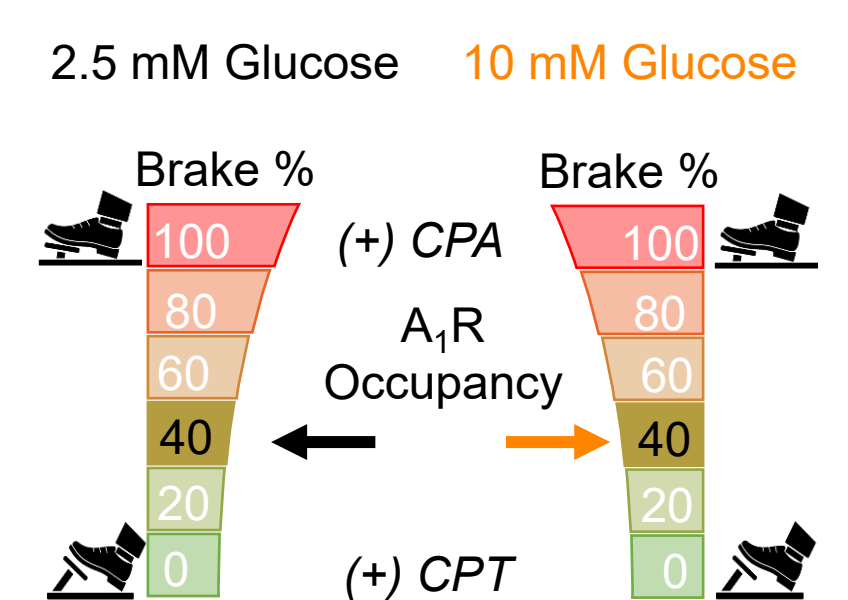 2.5 mM Glucose 10 mM Glucose
Brake % Brake %
100 (+) CPA 100
80 80
A₁R
60 60
Occupancy
40 40
20 20
0 (+) CPT 0